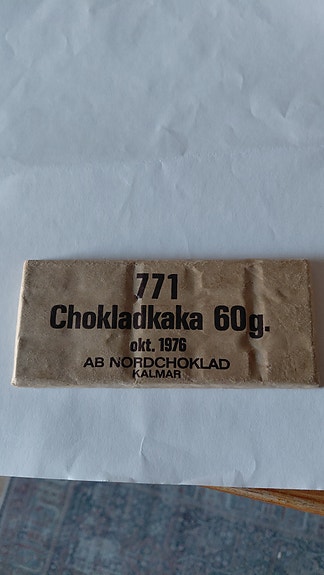 771
Chokladkaka 60g.
okt. 1976
AB NORDCHOKLAD
KALMAR